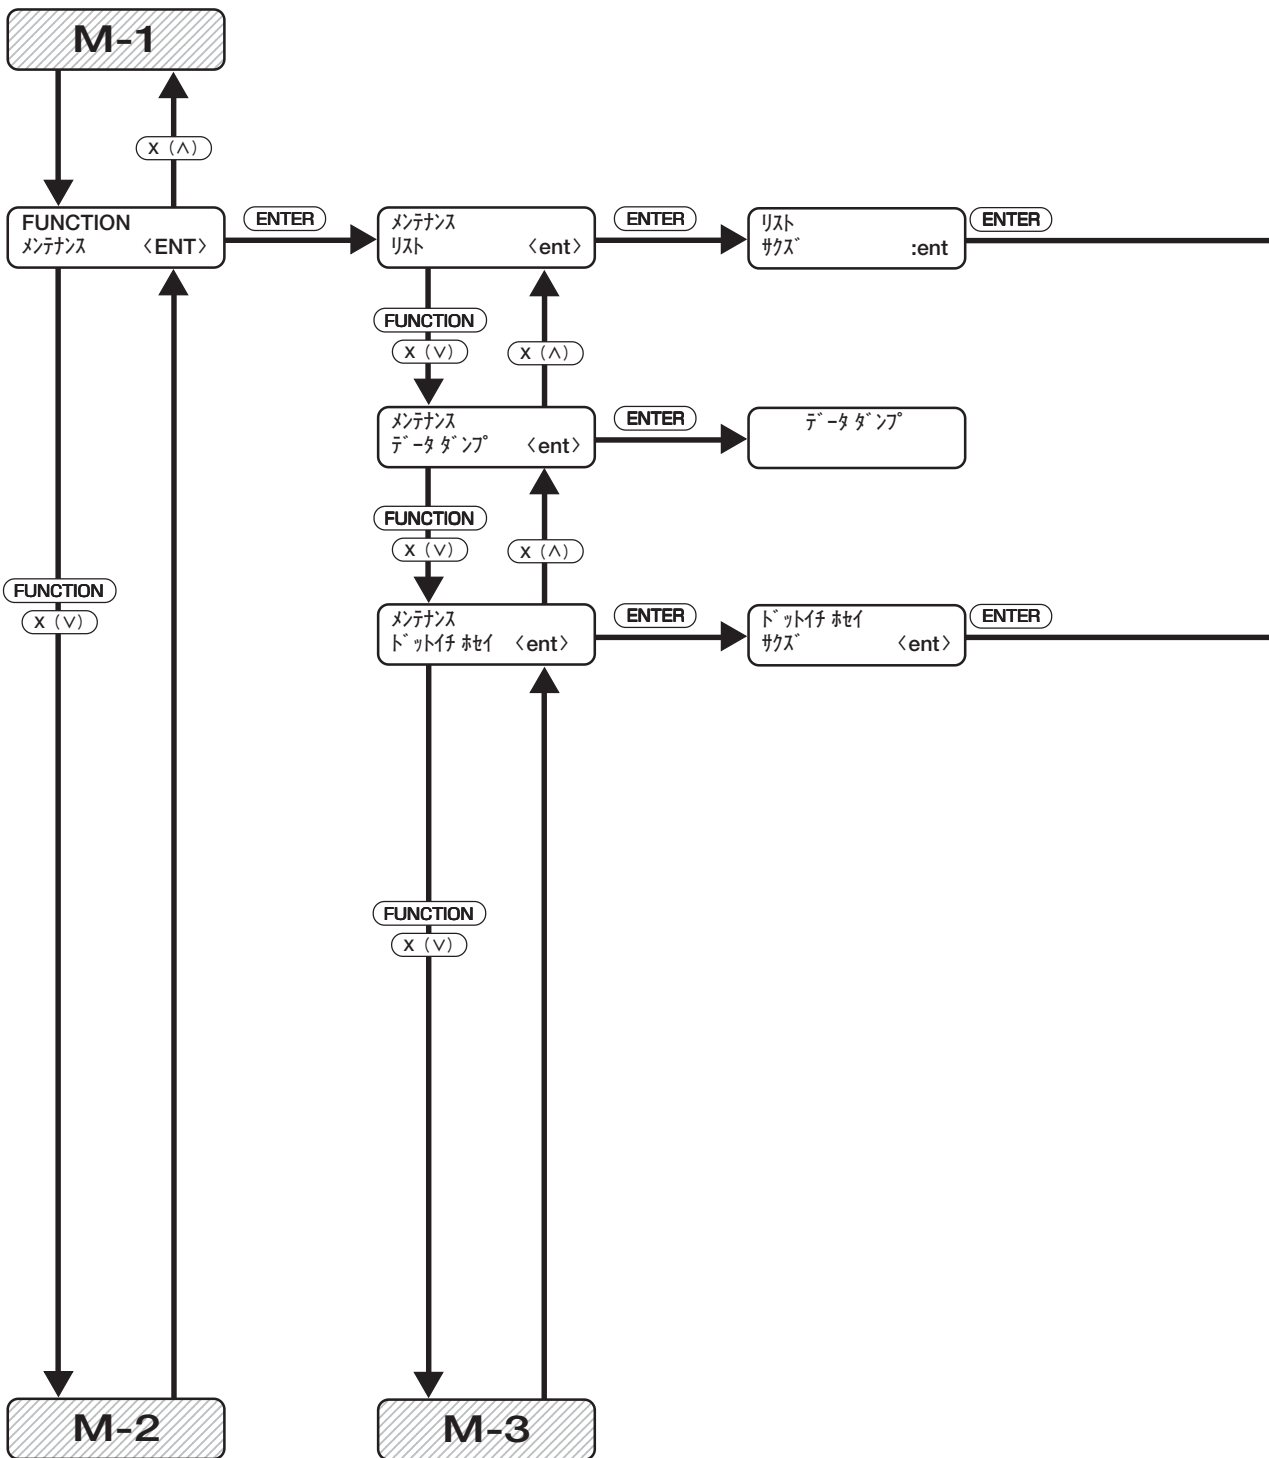 M-1
X (∧)
FUNCTION
ﾒﾝﾃﾅﾝｽ 〈ENT〉
ENTER
ﾒﾝﾃﾅﾝｽ
ﾘｽﾄ 〈ent〉
ENTER
ﾘｽﾄ
ｻｸｽﾞ :ent
ENTER
FUNCTION
X (∨)
X (∧)
ﾒﾝﾃﾅﾝｽ
ﾃﾞｰﾀ ﾀﾞﾝﾌﾟ 〈ent〉
ENTER
ﾃﾞｰﾀ ﾀﾞﾝﾌﾟ
FUNCTION
X (∨)
X (∧)
FUNCTION
X (∨)
ﾒﾝﾃﾅﾝｽ
ﾄﾞｯﾄｲﾁ ﾎｾｲ 〈ent〉
ENTER
ﾄﾞｯﾄｲﾁ ﾎｾｲ
ｻｸｽﾞ 〈ent〉
ENTER
FUNCTION
X (∨)
M-2
M-3